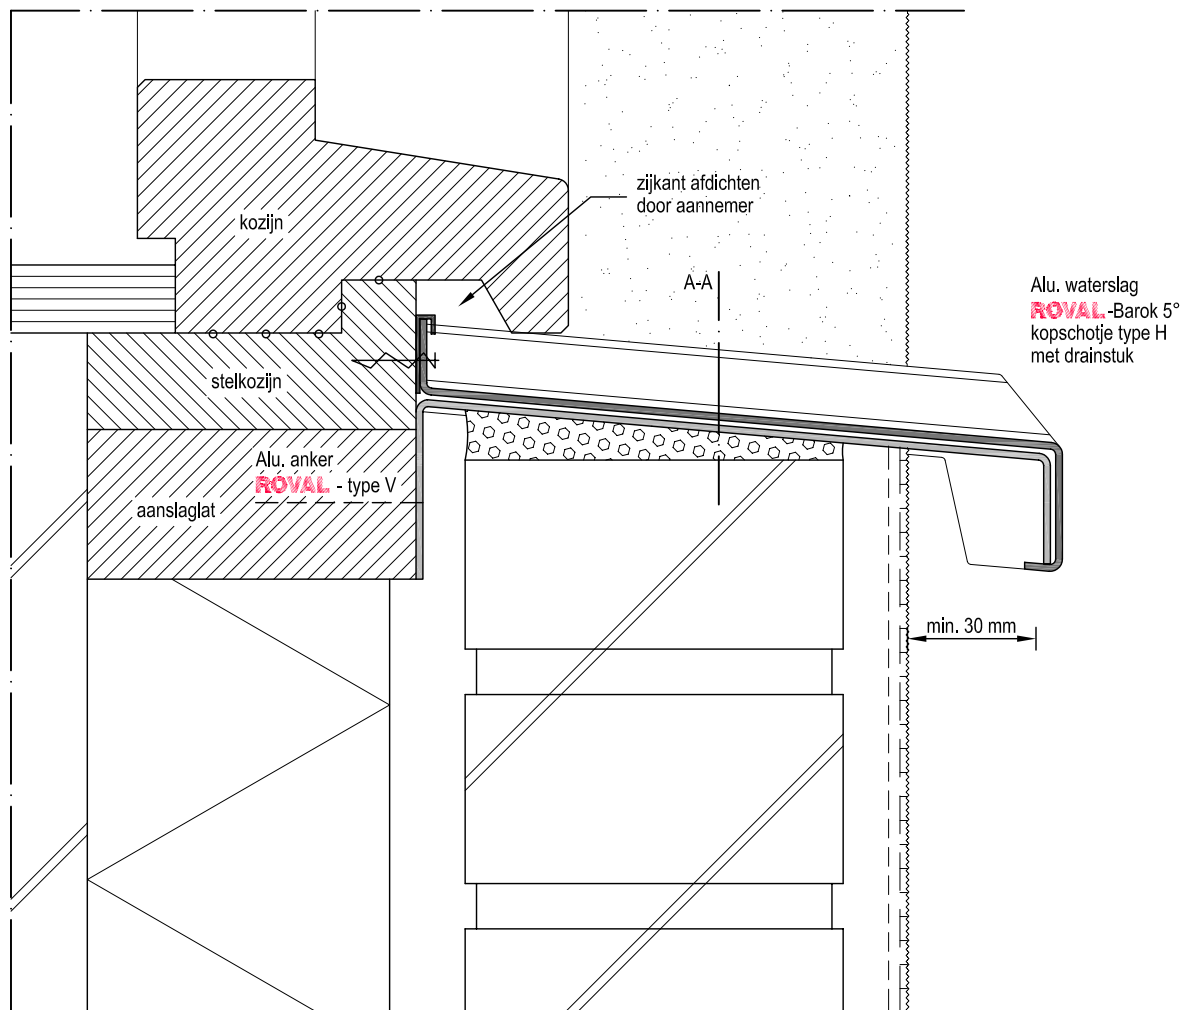 zijkant afdichten
door aannemer
kozijn
A-A
Alu. waterslag
ROVAL-Barok 5°
kopschotje type H
met drainstuk
stelkozijn
Alu. anker
ROVAL - type V
aanslaglat
min. 30 mm